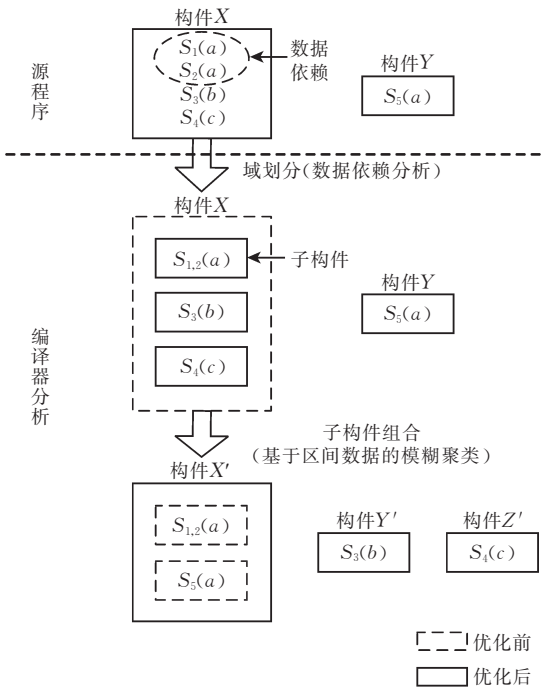 构件X
S₁(a)
S₂(a)
S₃(b)
S₄(c)
数据
依赖
构件Y
S₅(a)
源程序
域划分(数据依赖分析)
构件X
S₁,₂(a)
子构件
S₃(b)
S₄(c)
构件Y
S₅(a)
编译器分析
子构件组合
(基于区间数据的模糊聚类)
构件X′
S₁,₂(a)
S₅(a)
构件Y′
S₃(b)
构件Z′
S₄(c)
优化前
优化后